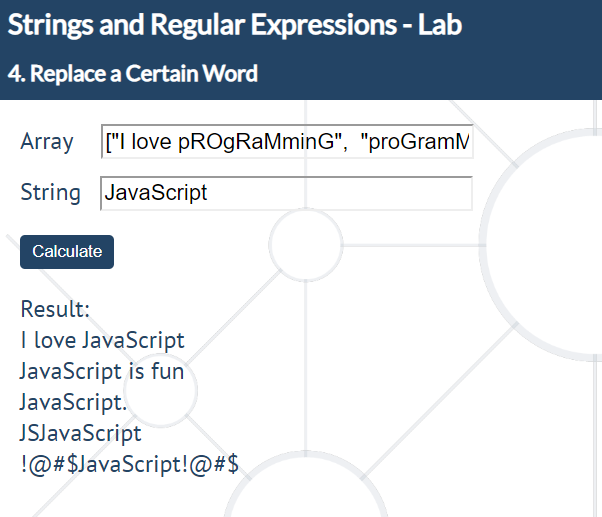 Strings and Regular Expressions - Lab
4. Replace a Certain Word
Array ["I love pROgRaMminG", "proGramM
String JavaScript
Calculate
Result:
I love JavaScript
JavaScript is fun
JavaScript.
JSJavaScript
!@#$JavaScript!@#$